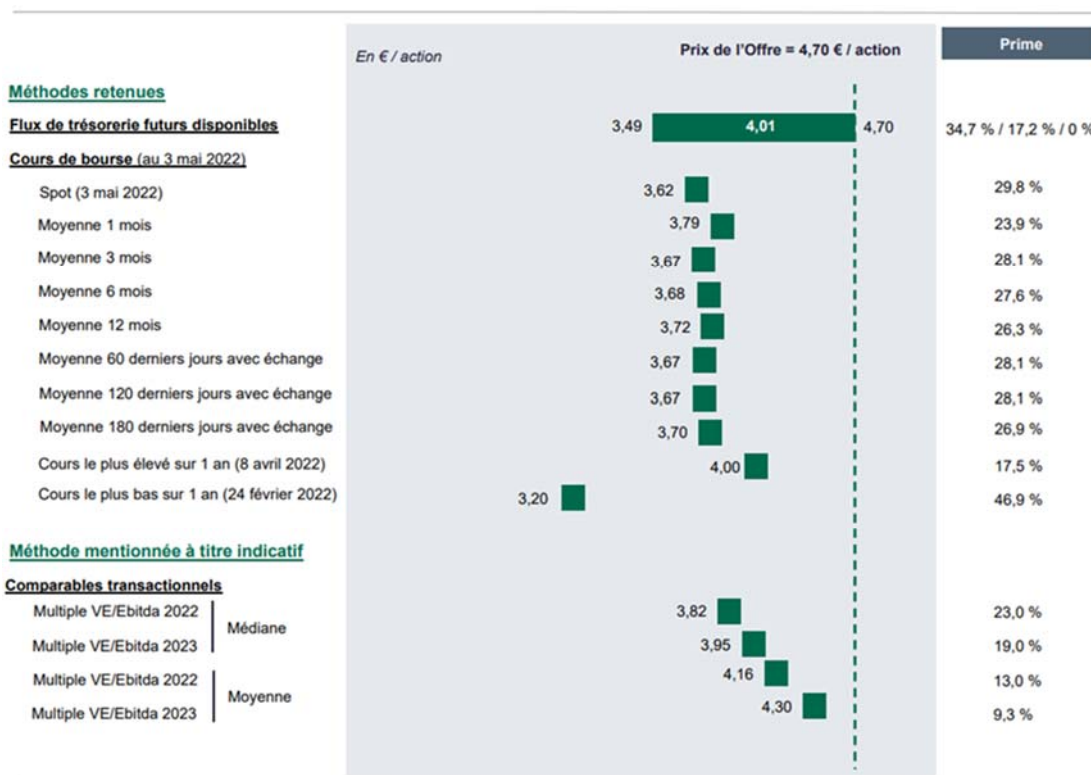 En € / action Prix de l'Offre = 4,70 € / action Prime
Méthodes retenues
Flux de trésorerie futurs disponibles 3,49 4,01 4,70 34,7 % / 17,2 % / 0 %
Cours de bourse (au 3 mai 2022)
Spot (3 mai 2022) 3,62 29,8 %
Moyenne 1 mois 3,79 23,9 %
Moyenne 3 mois 3,67 28,1 %
Moyenne 6 mois 3,68 27,6 %
Moyenne 12 mois 3,72 26,3 %
Moyenne 60 derniers jours avec échange 3,67 28,1 %
Moyenne 120 derniers jours avec échange 3,67 28,1 %
Moyenne 180 derniers jours avec échange 3,70 26,9 %
Cours le plus élevé sur 1 an (8 avril 2022) 4,00 17,5 %
Cours le plus bas sur 1 an (24 février 2022) 3,20 46,9 %
Méthode mentionnée à titre indicatif
Comparables transactionnels
Multiple VE/Ebitda 2022 3,82 23,0 %
Médiane
Multiple VE/Ebitda 2023 3,95 19,0 %
Multiple VE/Ebitda 2022 4,16 13,0 %
Moyenne
Multiple VE/Ebitda 2023 4,30 9,3 %